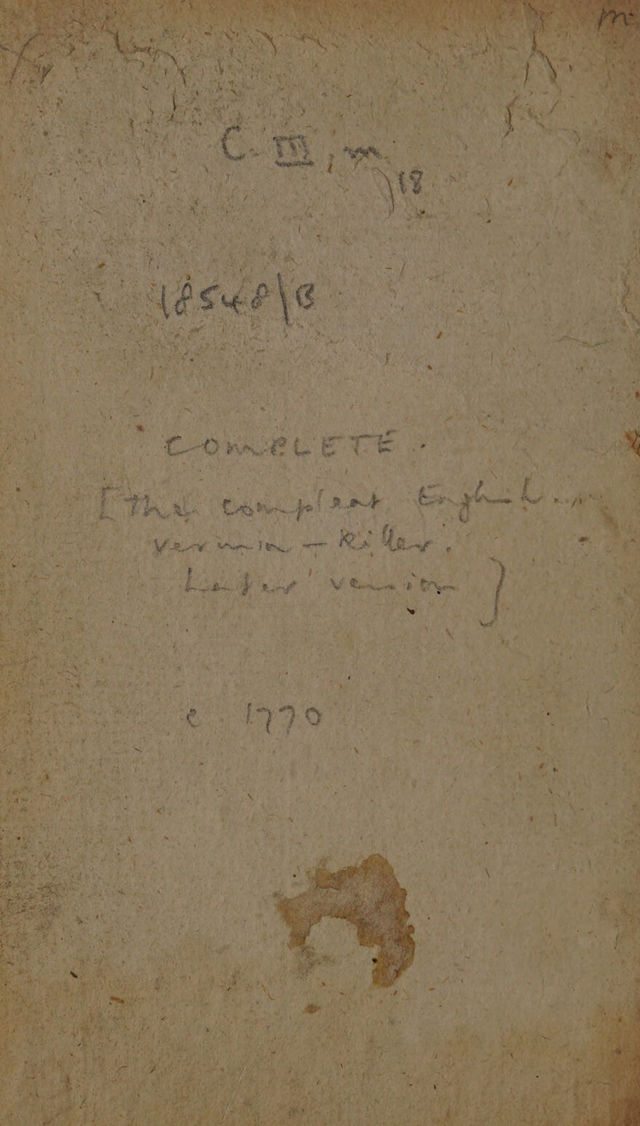 m
C. III, m
18
18548/B
COMPLETE.
[The compleat English
vermin-killer.
Later version]
c 1770